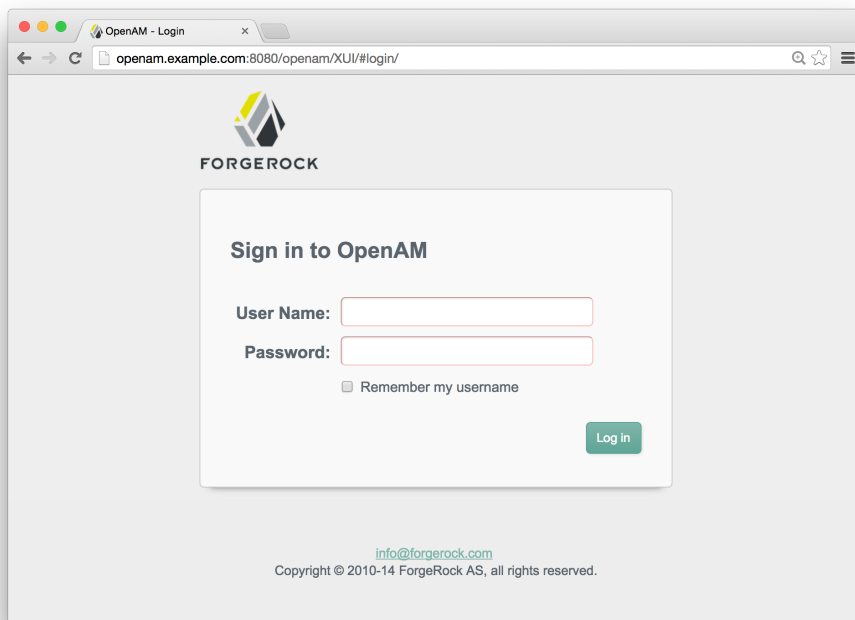 OpenAM - Login
openam.example.com:8080/openam/XUI/#login/
FORGEROCK
Sign in to OpenAM
User Name:
Password:
Remember my username
Log in
info@forgerock.com
Copyright © 2010-14 ForgeRock AS, all rights reserved.